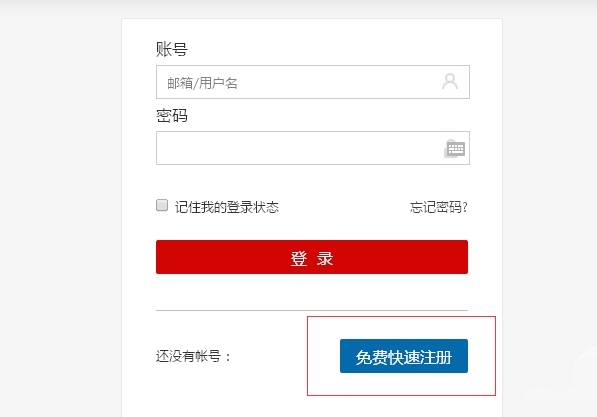 账号
邮箱/用户名
密码
记住我的登录状态 忘记密码?
登 录
还没有帐号： 免费快速注册